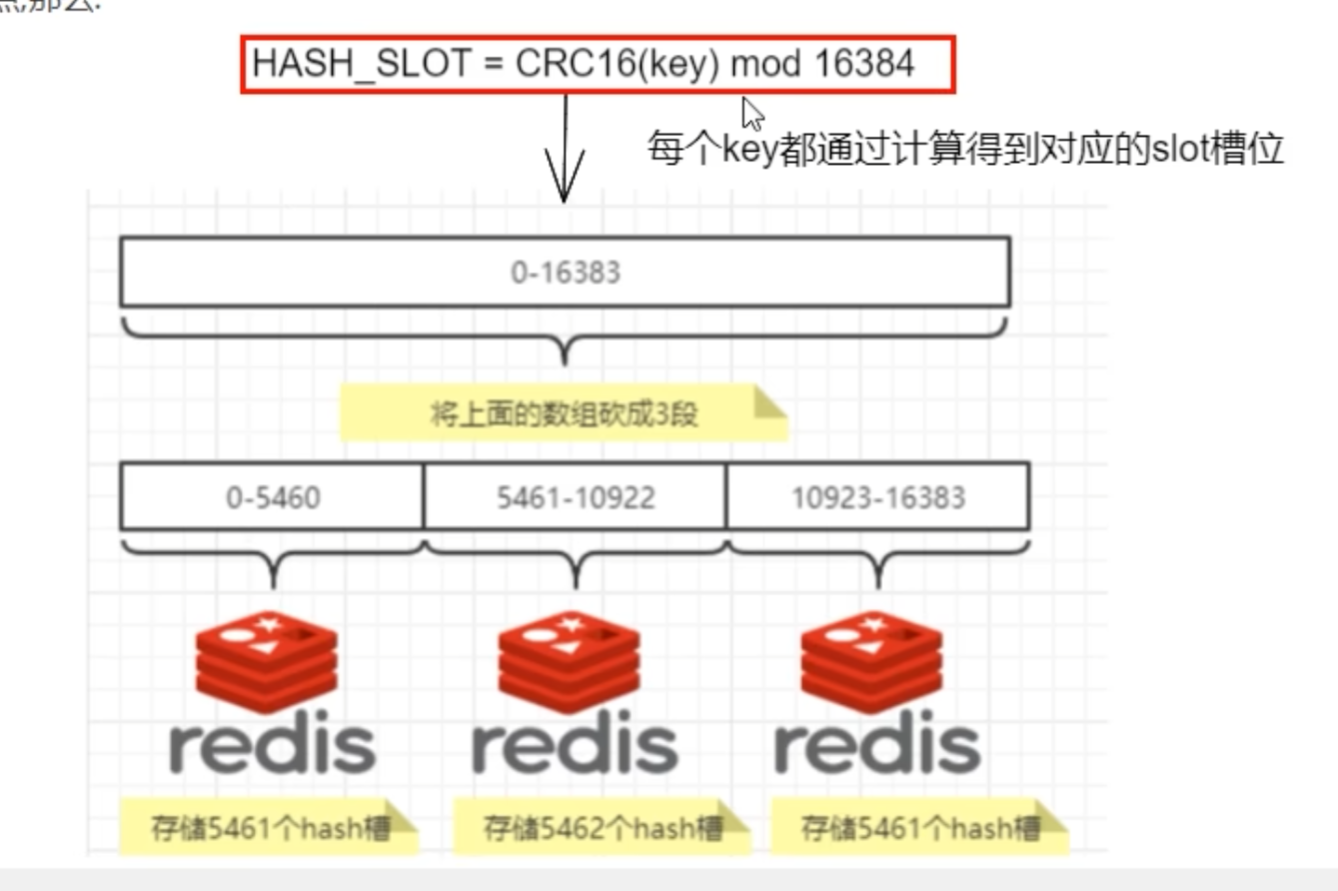 HASH_SLOT = CRC16(key) mod 16384
每个key都通过计算得到对应的slot槽位
0-16383
将上面的数组砍成3段
0-5460 5461-10922 10923-16383
redis redis redis
存储5461个hash槽 存储5462个hash槽 存储5461个hash槽